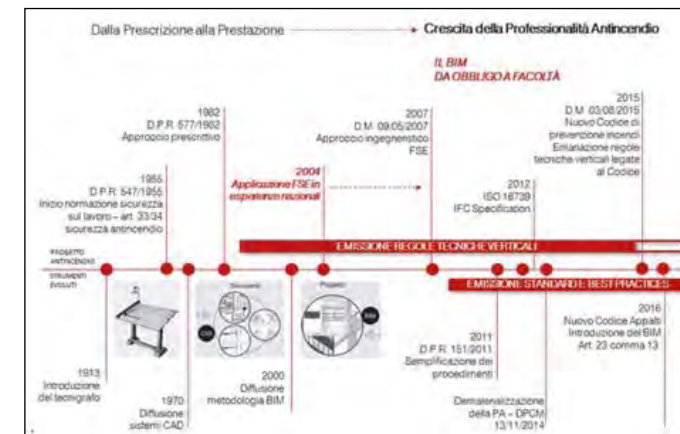 Dalla Prescrizione alla Prestazione
Crescita della Professionalità Antincendio
IL BIM
DA OBBLIGO A FACOLTÀ
1982
D.P.R. 577/1982
Approccio prescrittivo
2007
D.M. 09/05/2007
Approccio ingegneristico
FSE
2015
D.M. 03/08/2015
Nuovo Codice di
prevenzione incendi
Emanazione regole
tecniche verticali legate
al Codice
1955
D.P.R. 547/1955
Inizio normazione sicurezza
sul lavoro – art. 33/34
sicurezza antincendio
2004
Applicazione FSE in
esperienze nazionali
2012
ISO 16739
IFC Specification
EMISSIONE REGOLE TECNICHE VERTICALI
PROGETTO
ANTINCENDIO
STRUMENTI
EVOLUTI
EMISSIONE STANDARD E BEST PRACTICES
1913
Introduzione
del tecnigrafo
1970
Diffusione
sistemi CAD
2000
Diffusione
metodologia BIM
2011
D.P.R. 151/2011
Semplificazione dei
procedimenti
Dematerializzazione
della PA – DPCM
13/11/2014
2016
Nuovo Codice Appalti
Introduzione del BIM
Art. 23 comma 13